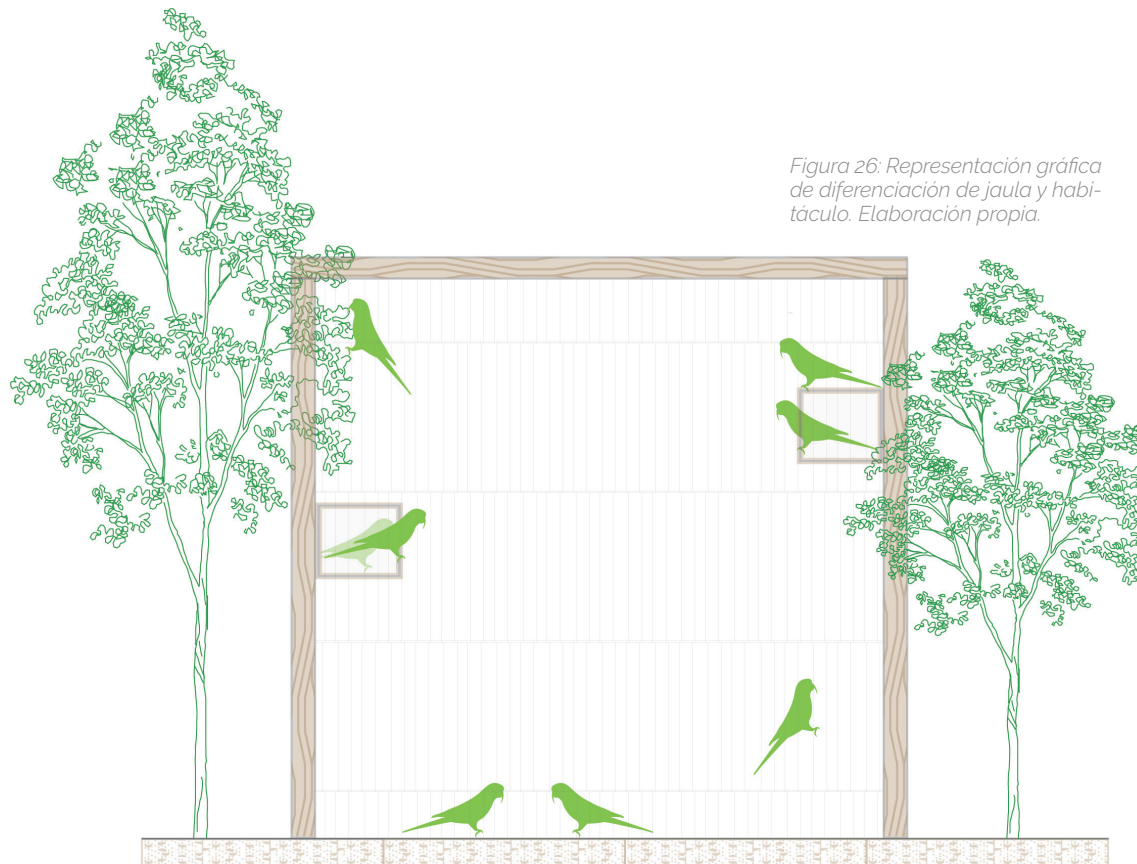 Figura 26: Representación gráfica
de diferenciación de jaula y habi-
táculo. Elaboración propia.